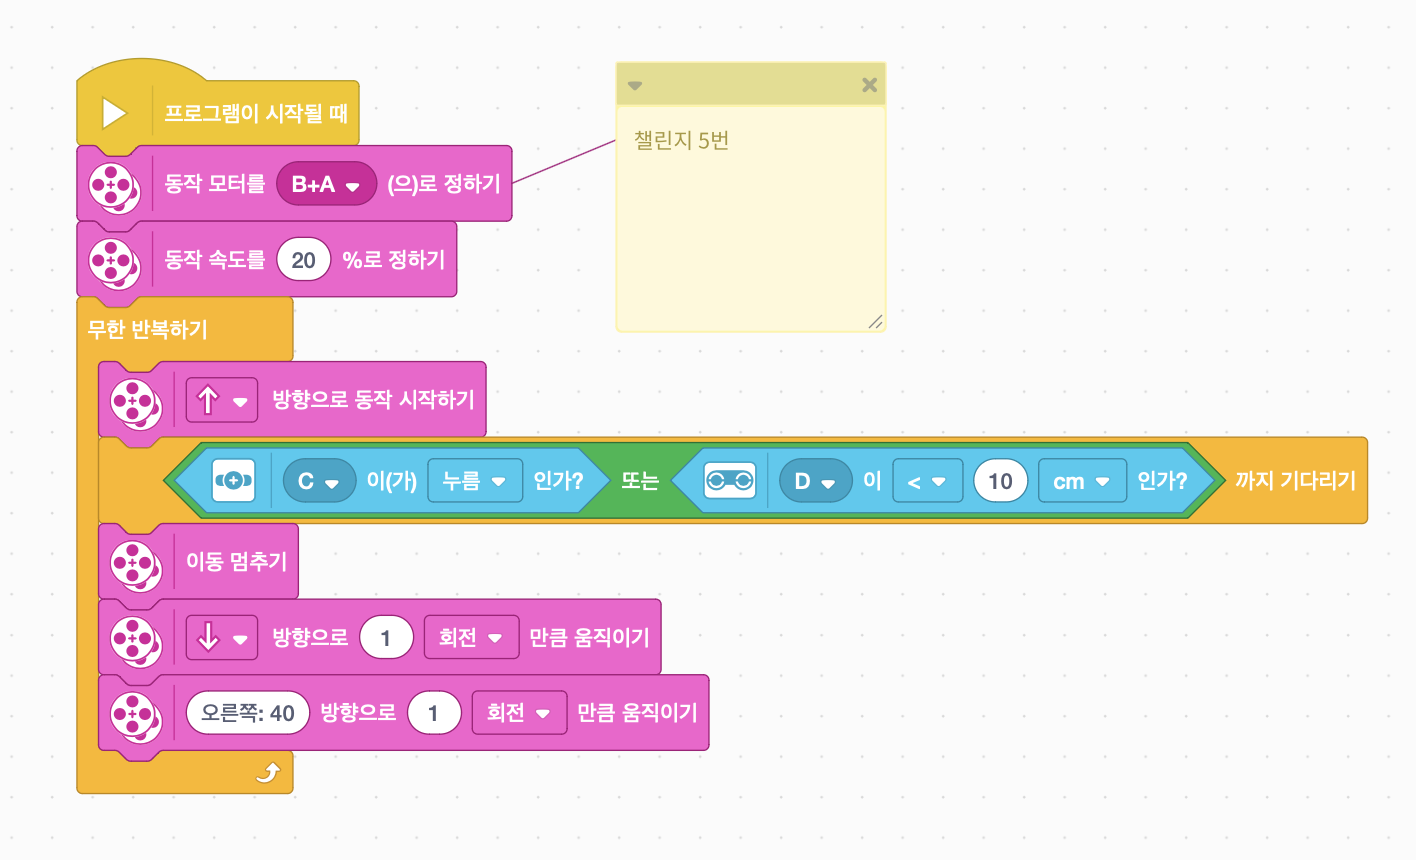 프로그램이 시작될 때
챌린지 5번
동작 모터를 B+A (으)로 정하기
동작 속도를 20 %로 정하기
무한 반복하기
방향으로 동작 시작하기
C 이(가) 누름 인가? 또는 D 이 < 10 cm 인가? 까지 기다리기
이동 멈추기
방향으로 1 회전 만큼 움직이기
오른쪽: 40 방향으로 1 회전 만큼 움직이기